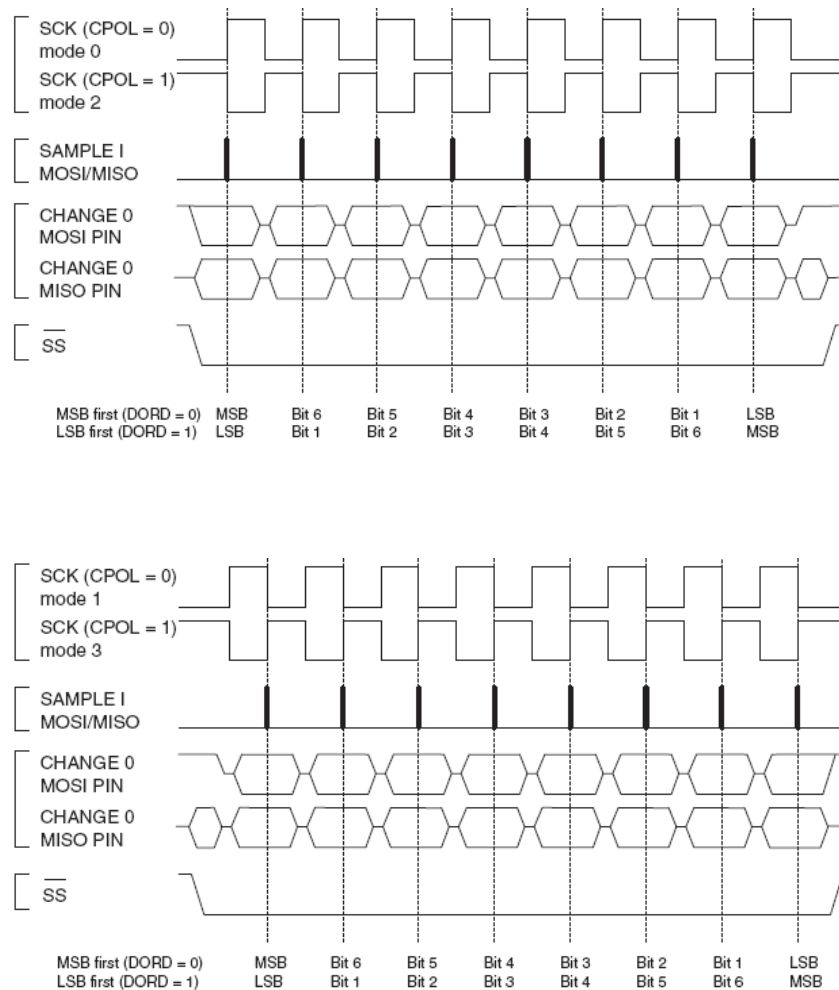 SCK (CPOL = 0)
mode 0
SCK (CPOL = 1)
mode 2
SAMPLE I
MOSI/MISO
CHANGE 0
MOSI PIN
CHANGE 0
MISO PIN
SS
MSB first (DORD = 0) MSB Bit 6 Bit 5 Bit 4 Bit 3 Bit 2 Bit 1 LSB
LSB first (DORD = 1) LSB Bit 1 Bit 2 Bit 3 Bit 4 Bit 5 Bit 6 MSB
SCK (CPOL = 0)
mode 1
SCK (CPOL = 1)
mode 3
SAMPLE I
MOSI/MISO
CHANGE 0
MOSI PIN
CHANGE 0
MISO PIN
SS
MSB first (DORD = 0) MSB Bit 6 Bit 5 Bit 4 Bit 3 Bit 2 Bit 1 LSB
LSB first (DORD = 1) LSB Bit 1 Bit 2 Bit 3 Bit 4 Bit 5 Bit 6 MSB